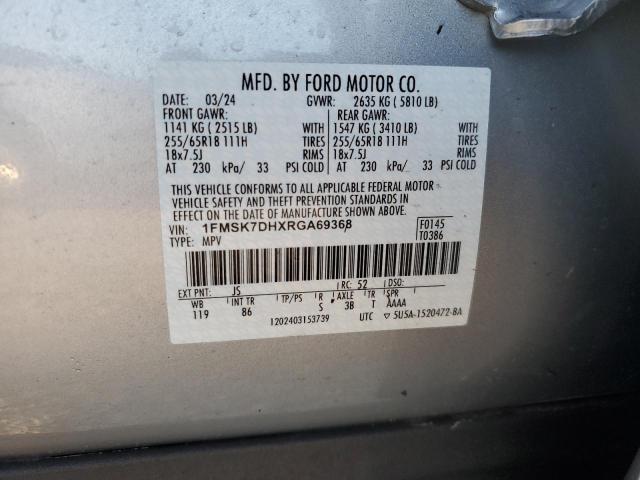 MFD. BY FORD MOTOR CO.
DATE: 03/24 GVWR: 2635 KG ( 5810 LB)
FRONT GAWR: REAR GAWR:
1141 KG ( 2515 LB) WITH 1547 KG ( 3410 LB) WITH
255/65R18 111H TIRES 255/65R18 111H TIRES
18x7.5J RIMS 18x7.5J RIMS
AT 230 kPa/ 33 PSI COLD AT 230 kPa/ 33 PSI COLD
THIS VEHICLE CONFORMS TO ALL APPLICABLE FEDERAL MOTOR
VEHICLE SAFETY AND THEFT PREVENTION STANDARDS IN
EFFECT ON THE DATE OF MANUFACTURE SHOWN ABOVE.
VIN: 1FMSK7DHXRGA69368 F0145
TYPE: MPV T0386
EXT PNT: JS RC: 52 DSO:
WB INT TR TP/PS R AXLE TR SPR
119 86 S 3B T AAAA
1202403153739 UTC ▽ 5U5A-1520472-BA